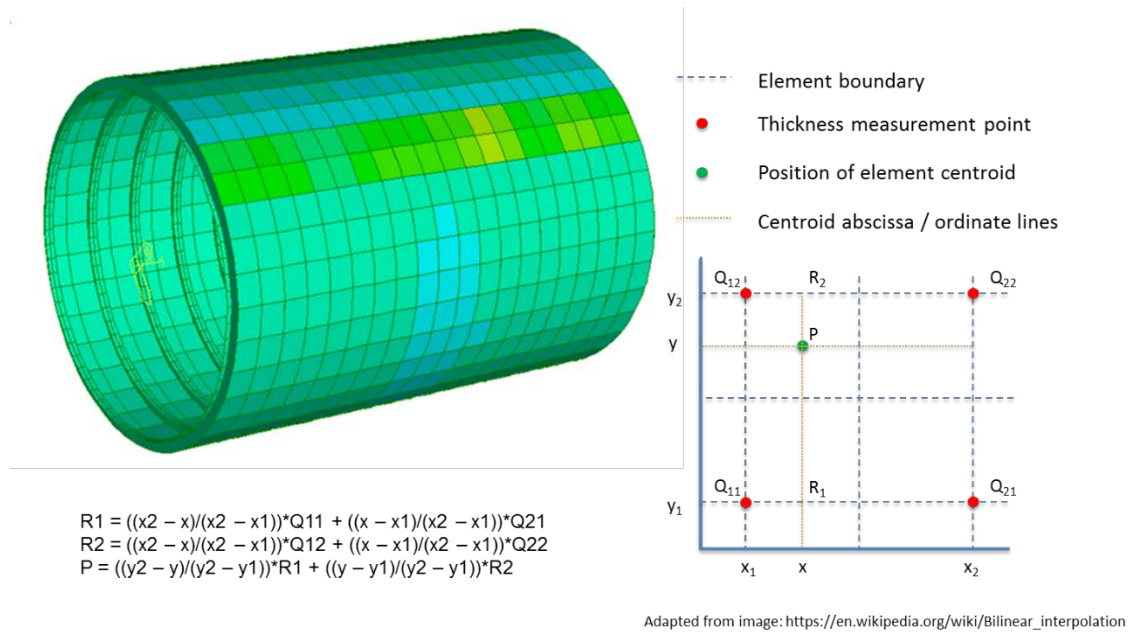 Element boundary
Thickness measurement point
Position of element centroid
Centroid abscissa / ordinate lines
Q12 R2 Q22
y2
P
y
Q11 R1 Q21
y1
x1 x x2
R1 = ((x2 – x)/(x2 – x1))*Q11 + ((x – x1)/(x2 – x1))*Q21
R2 = ((x2 – x)/(x2 – x1))*Q12 + ((x – x1)/(x2 – x1))*Q22
P = ((y2 – y)/(y2 – y1))*R1 + ((y – y1)/(y2 – y1))*R2
Adapted from image: https://en.wikipedia.org/wiki/Bilinear_interpolation